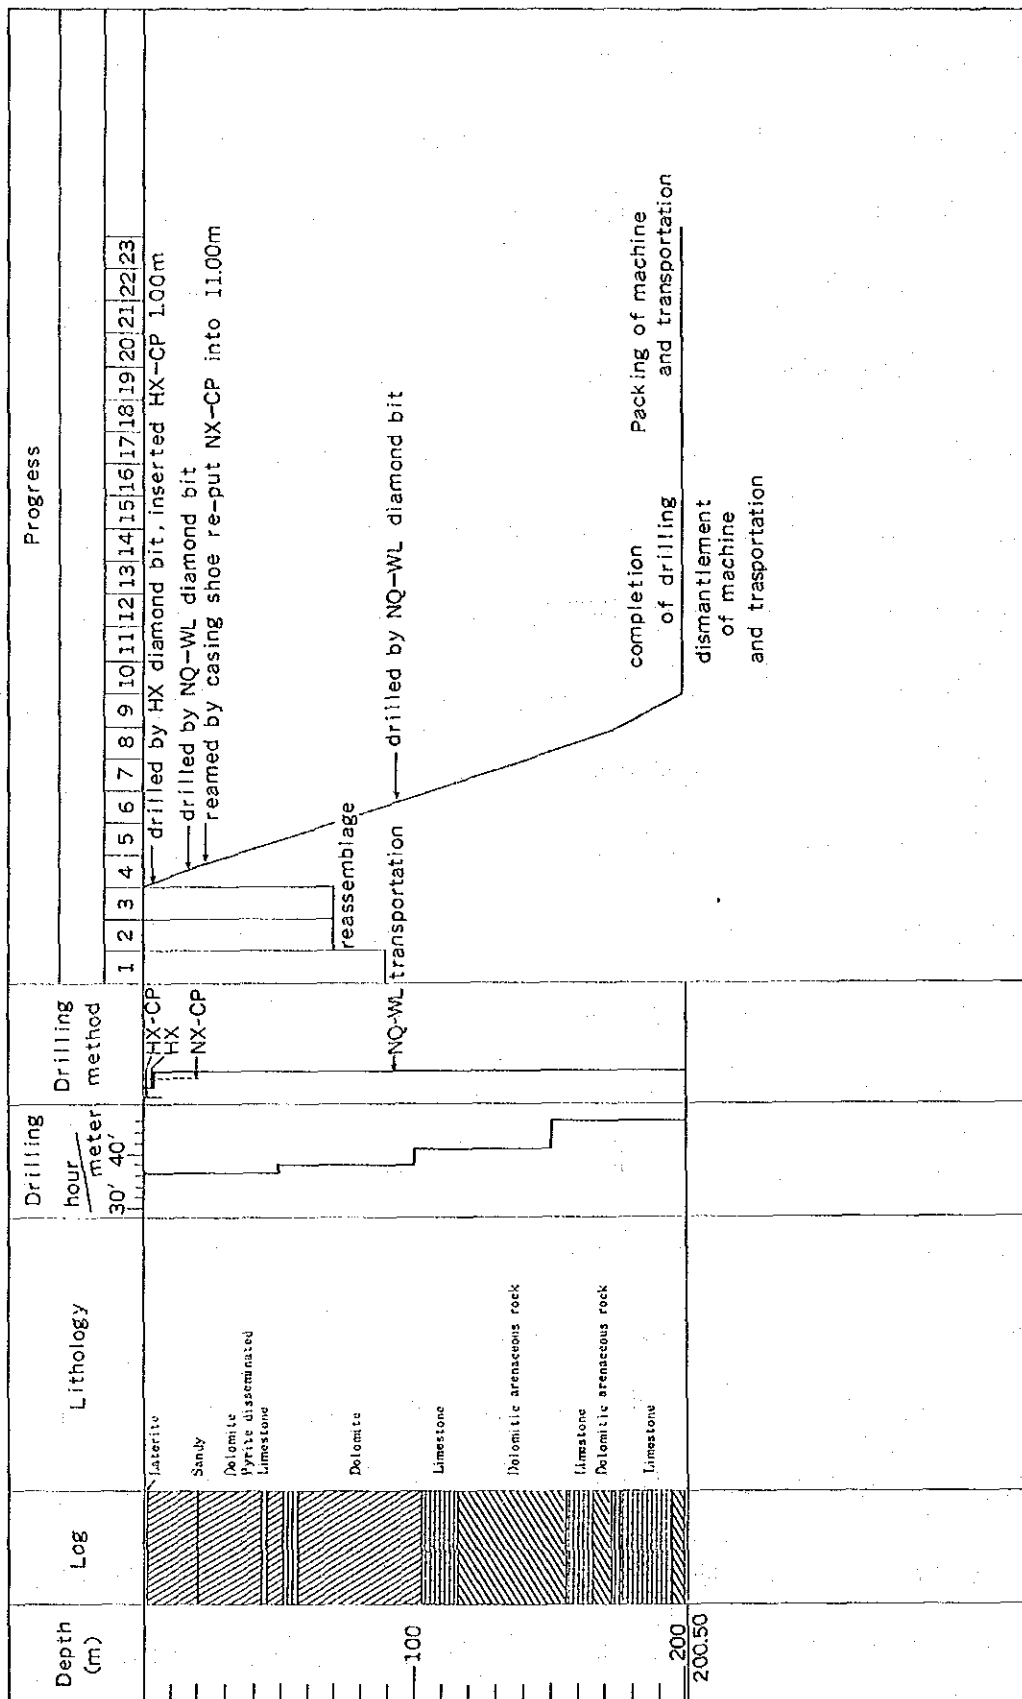 Depth
(m)
Log
Lithology
Drilling
hour
meter
30' 40'
Drilling
method
Progress
1 2 3 4 5 6 7 8 9 10 11 12 13 14 15 16 17 18 19 20 21 22 23
100
200
200.50
Laterite
Sandy
Dolomite
Pyrite disseminated
Limestone
Dolomite
Limestone
Dolomitic arenaceous rock
Limestone
Dolomitic arenaceous rock
Limestone
HX-CP
HX
NX-CP
NQ-WL
drilled by HX diamond bit, inserted HX-CP 1.00m
drilled by NQ-WL diamond bit
reamed by casing shoe re-put NX-CP into 11.00m
reassemblage
transportation
drilled by NQ-WL diamond bit
completion
of drilling
dismantlement
of machine
and trasportation
Packing of machine
and transportation